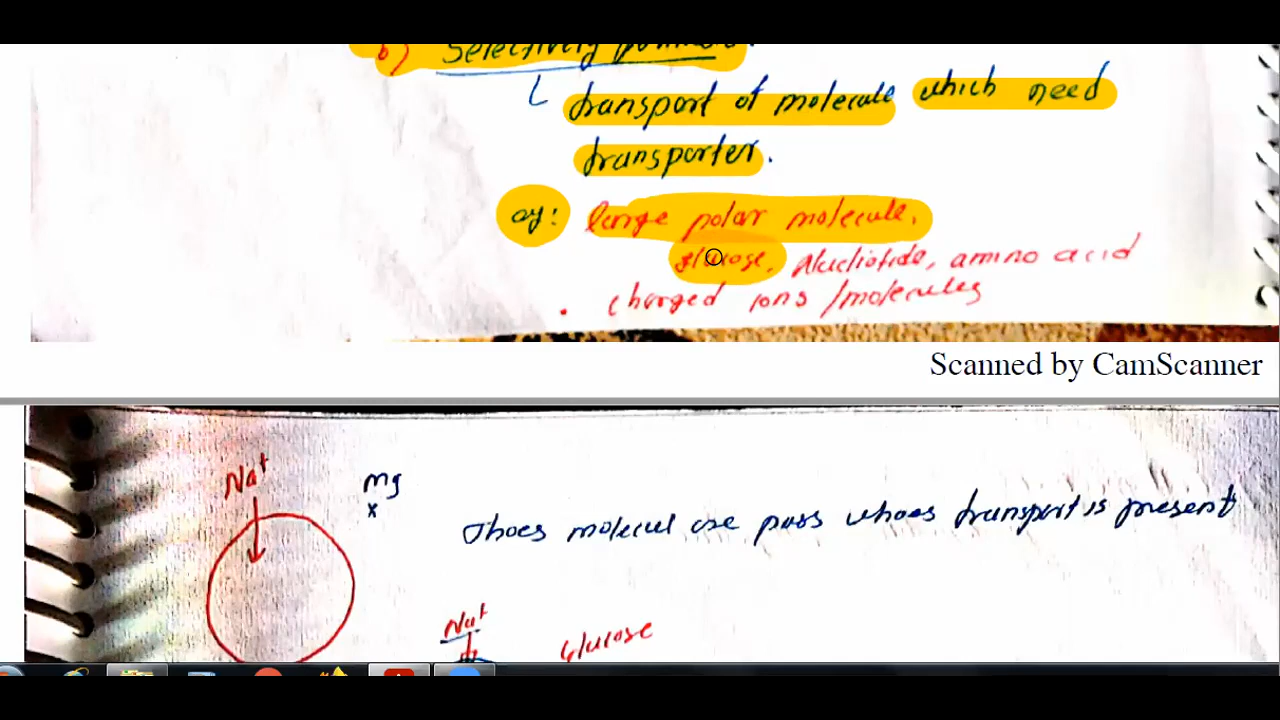 b) Selectively
transport of molecule which need
transporter.
eg: large polar molecule.
glucose, Nucliotide, amino acid
. charged ions /molecules
Scanned by CamScanner
Na⁺
mg
x
Thoes molecul are pass whoes transport is present
Na⁺
Glucose